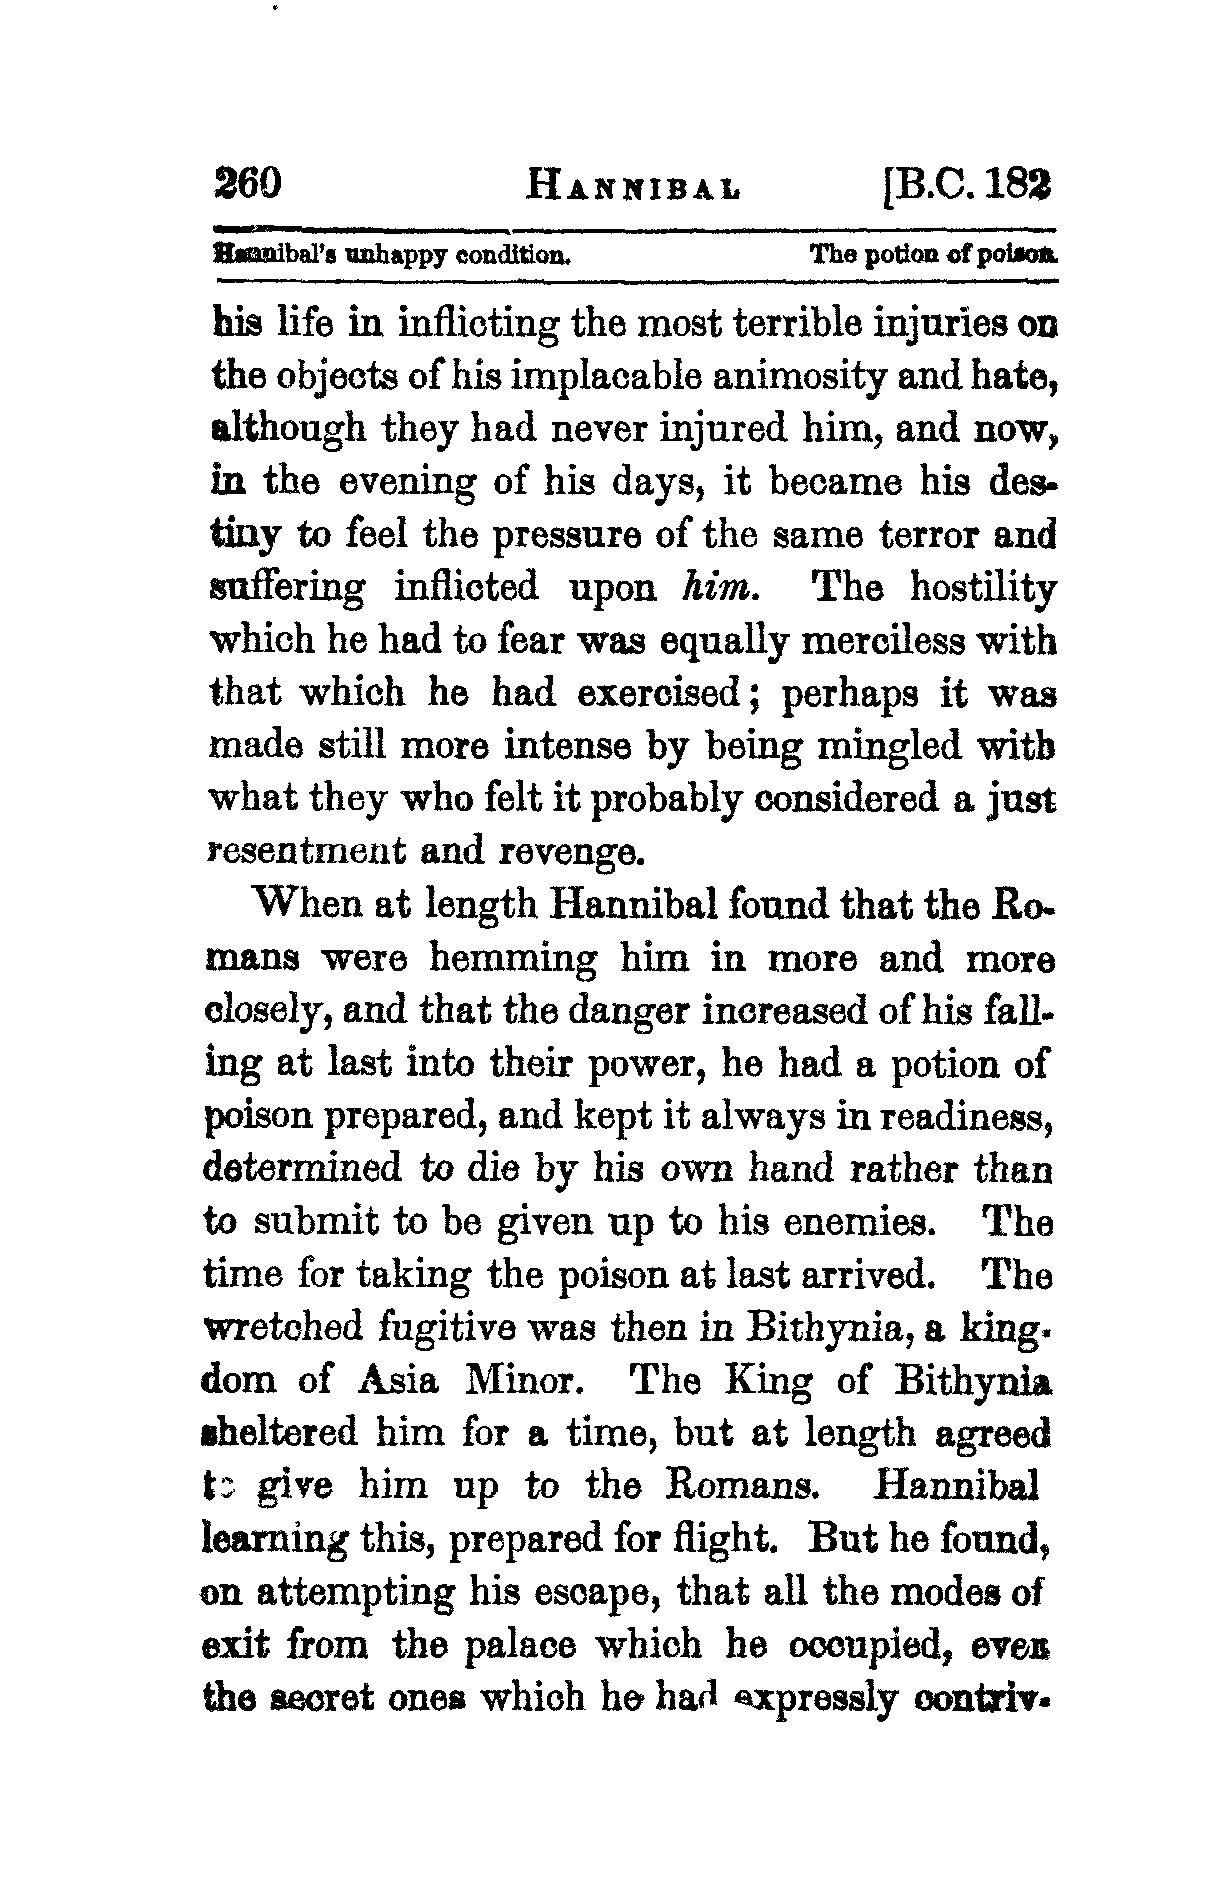 260 HANNIBAL [B.C. 182
Hannibal's unhappy condition. The potion of poison.
his life in inflicting the most terrible injuries on
the objects of his implacable animosity and hate,
although they had never injured him, and now,
in the evening of his days, it became his des-
tiny to feel the pressure of the same terror and
suffering inflicted upon him. The hostility
which he had to fear was equally merciless with
that which he had exercised; perhaps it was
made still more intense by being mingled with
what they who felt it probably considered a just
resentment and revenge.
When at length Hannibal found that the Ro-
mans were hemming him in more and more
closely, and that the danger increased of his fall-
ing at last into their power, he had a potion of
poison prepared, and kept it always in readiness,
determined to die by his own hand rather than
to submit to be given up to his enemies. The
time for taking the poison at last arrived. The
wretched fugitive was then in Bithynia, a king-
dom of Asia Minor. The King of Bithynia
sheltered him for a time, but at length agreed
to give him up to the Romans. Hannibal
learning this, prepared for flight. But he found,
on attempting his escape, that all the modes of
exit from the palace which he occupied, even
the secret ones which he had expressly contriv-